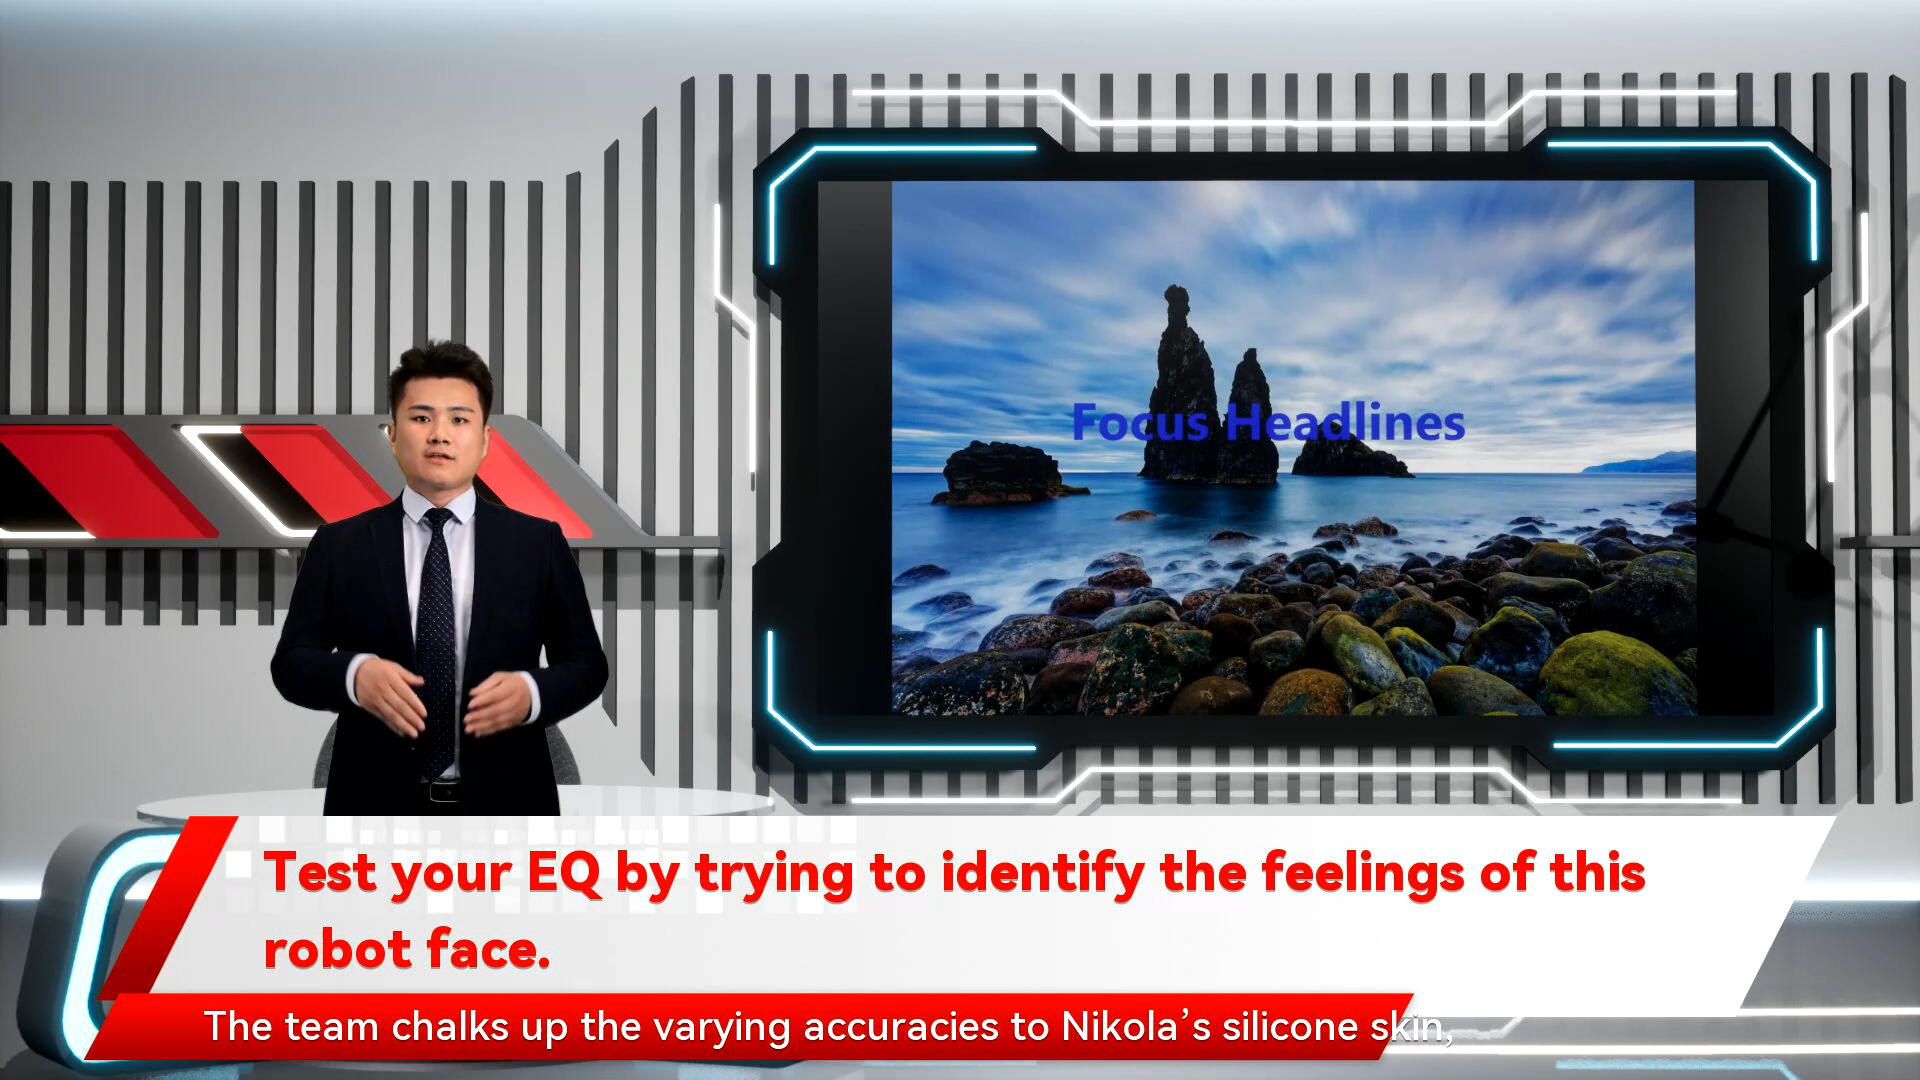 Focus Headlines
Test your EQ by trying to identify the feelings of this
robot face.
The team chalks up the varying accuracies to Nikola’s silicone skin,